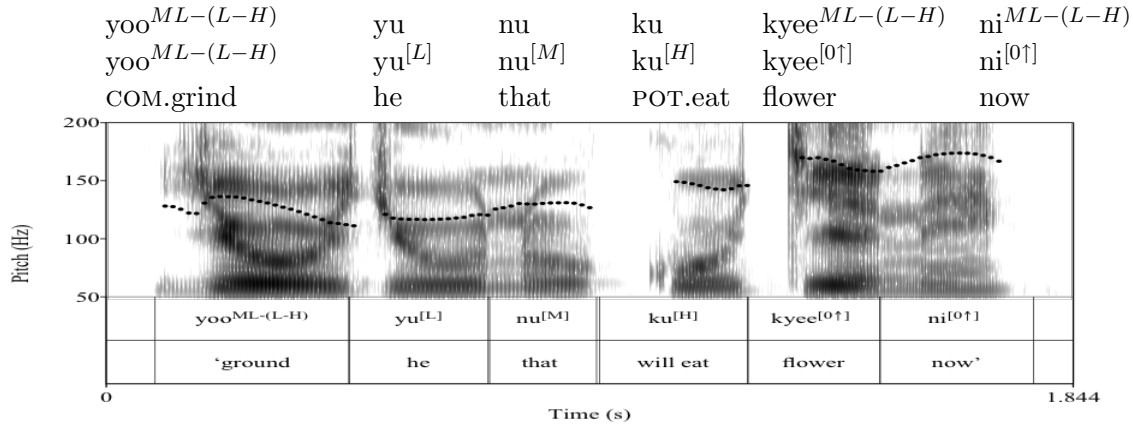 yoo^{ML−(L−H)} yu nu ku kyee^{ML−(L−H)} ni^{ML−(L−H)}
yoo^{ML−(L−H)} yu^{[L]} nu^{[M]} ku^{[H]} kyee^{[0↑]} ni^{[0↑]}
COM.grind he that POT.eat flower now
200
150
100
50
Pitch (Hz)
yoo^{ML-(L-H)} yu^{[L]} nu^{[M]} ku^{[H]} kyee^{[0↑]} ni^{[0↑]}
‘ground he that will eat flower now’
0 1.844
Time (s)